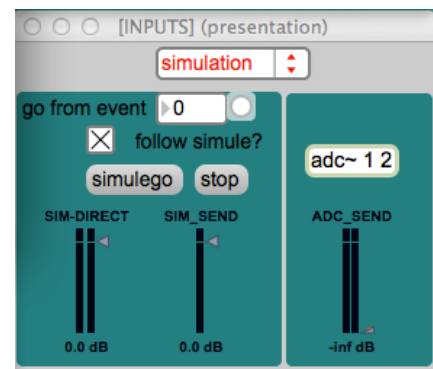 [INPUTS] (presentation)
simulation
go from event 0
follow simule?
simulego stop
adc~ 1 2
SIM-DIRECT SIM_SEND ADC_SEND
0.0 dB 0.0 dB -inf dB